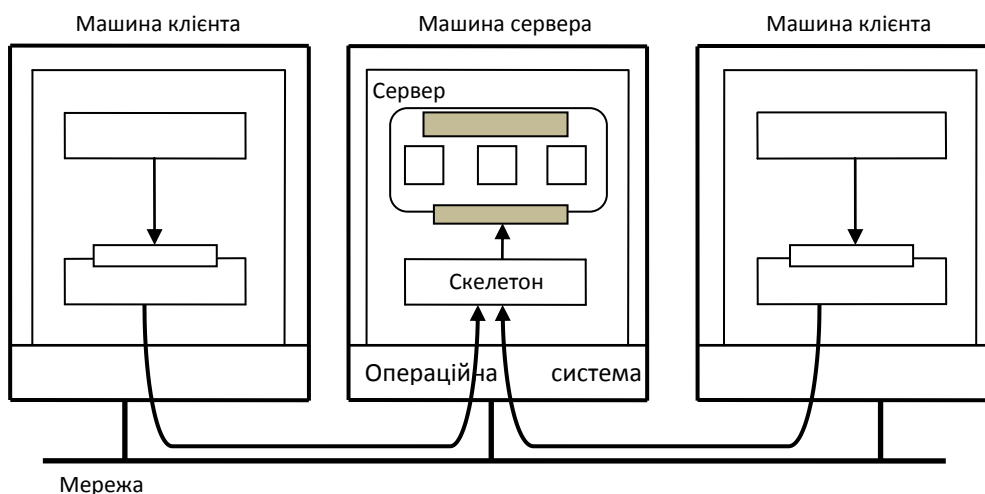 Машина клієнта
Машина сервера
Машина клієнта
Сервер
Скелетон
Операційна система
Мережа